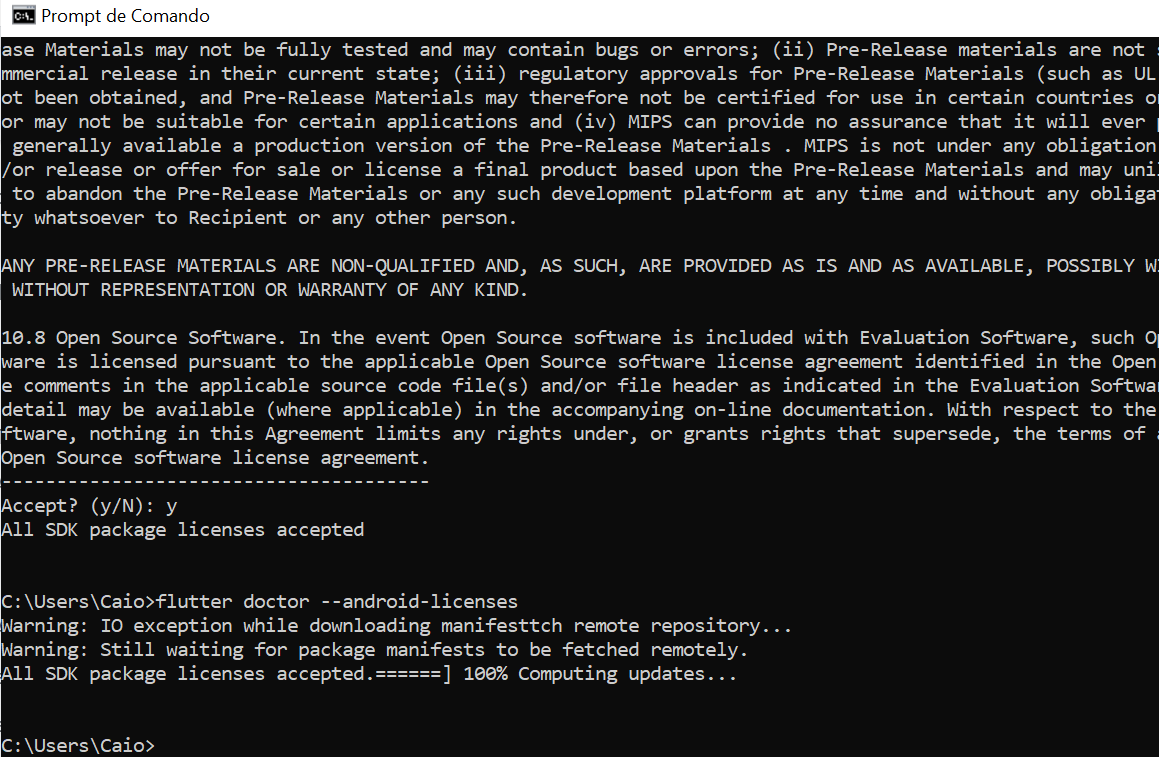 Prompt de Comando
ase Materials may not be fully tested and may contain bugs or errors; (ii) Pre-Release materials are not
mmercial release in their current state; (iii) regulatory approvals for Pre-Release Materials (such as UL
ot been obtained, and Pre-Release Materials may therefore not be certified for use in certain countries o
or may not be suitable for certain applications and (iv) MIPS can provide no assurance that it will ever
generally available a production version of the Pre-Release Materials . MIPS is not under any obligation
/or release or offer for sale or license a final product based upon the Pre-Release Materials and may uni
to abandon the Pre-Release Materials or any such development platform at any time and without any obliga
ty whatsoever to Recipient or any other person.
ANY PRE-RELEASE MATERIALS ARE NON-QUALIFIED AND, AS SUCH, ARE PROVIDED AS IS AND AS AVAILABLE, POSSIBLY W
WITHOUT REPRESENTATION OR WARRANTY OF ANY KIND.
10.8 Open Source Software. In the event Open Source software is included with Evaluation Software, such O
ware is licensed pursuant to the applicable Open Source software license agreement identified in the Open
e comments in the applicable source code file(s) and/or file header as indicated in the Evaluation Softwa
detail may be available (where applicable) in the accompanying on-line documentation. With respect to the
ftware, nothing in this Agreement limits any rights under, or grants rights that supersede, the terms of
Open Source software license agreement.
---------------------------------------
Accept? (y/N): y
All SDK package licenses accepted
C:\Users\Caio>flutter doctor --android-licenses
Warning: IO exception while downloading manifesttch remote repository...
Warning: Still waiting for package manifests to be fetched remotely.
All SDK package licenses accepted.======] 100% Computing updates...
C:\Users\Caio>